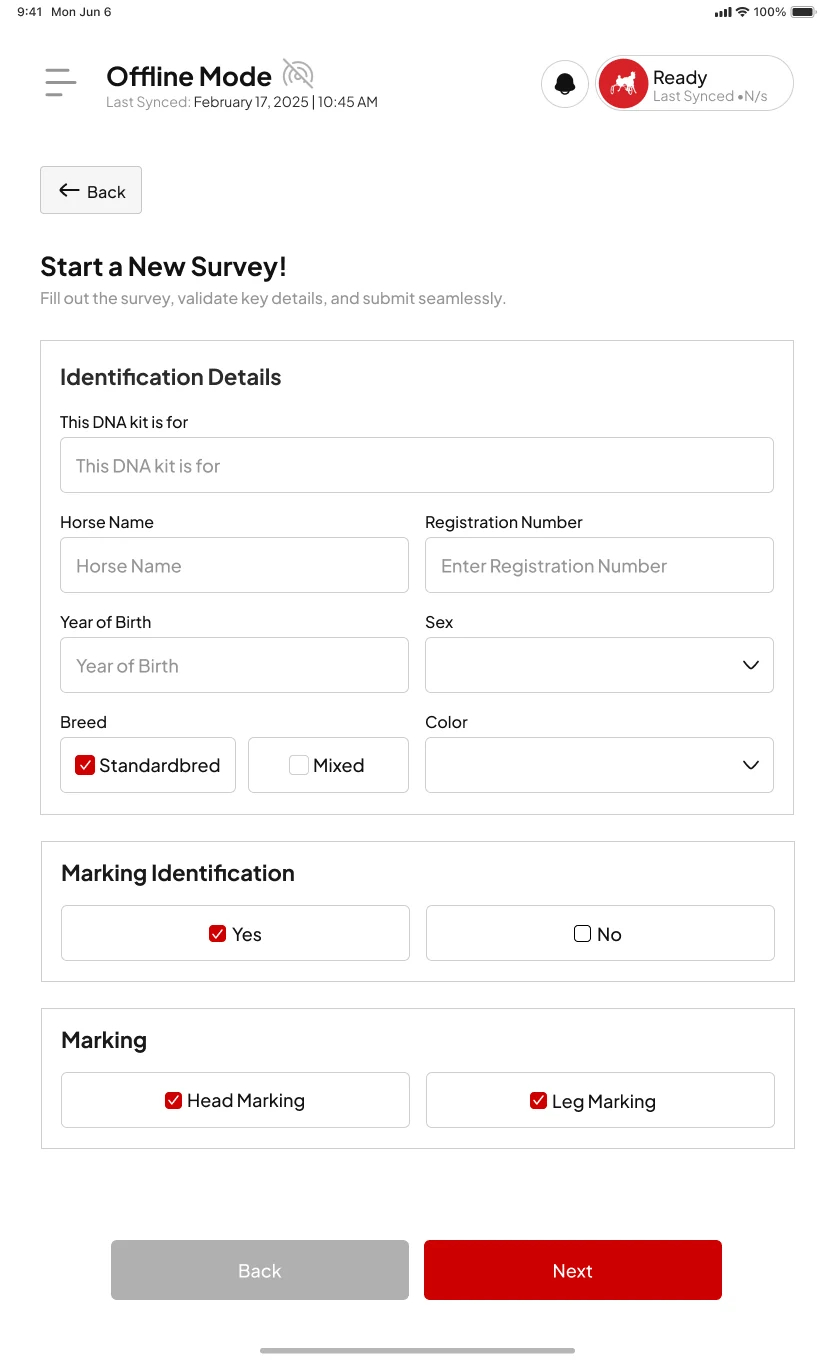 9:41 Mon Jun 6 100%
Offline Mode
Last Synced: February 17, 2025 | 10:45 AM
Ready
Last Synced •N/s
Back
Start a New Survey!
Fill out the survey, validate key details, and submit seamlessly.
Identification Details
This DNA kit is for
This DNA kit is for
Horse Name Registration Number
Horse Name Enter Registration Number
Year of Birth Sex
Year of Birth
Breed Color
Standardbred Mixed
Marking Identification
Yes No
Marking
Head Marking Leg Marking
Back Next